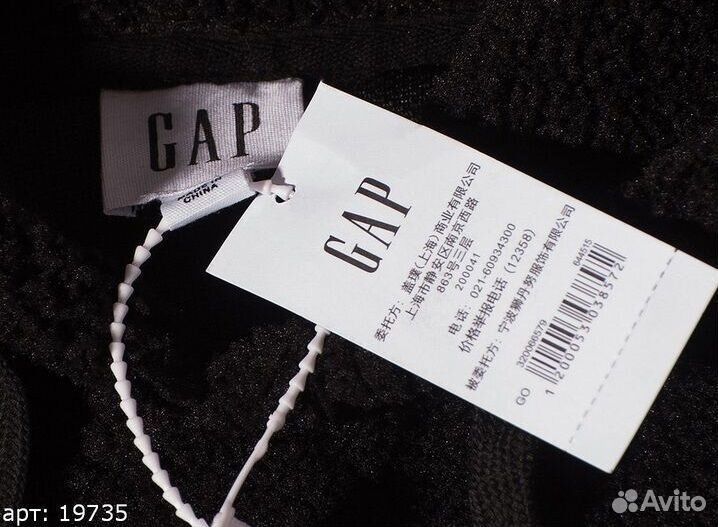 GAP
MADE IN
CHINA
GAP
委托方：盖璞(上海)商业有限公司
上海市静安区南京西路
863号三层
200041
电话：021-60934300
价格举报电话（12358）
被委托方：宁波狮丹努服饰有限公司
GO 320066579 644515
12000531038572
арт: 19735
Avito